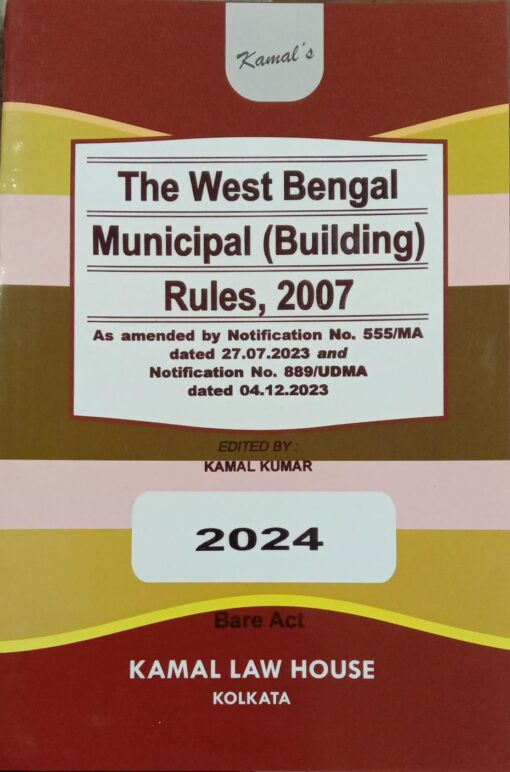 Kamal's
The West Bengal
Municipal (Building)
Rules, 2007
As amended by Notification No. 555/MA
dated 27.07.2023 and
Notification No. 889/UDMA
dated 04.12.2023
EDITED BY :
KAMAL KUMAR
2024
Bare Act
KAMAL LAW HOUSE
KOLKATA